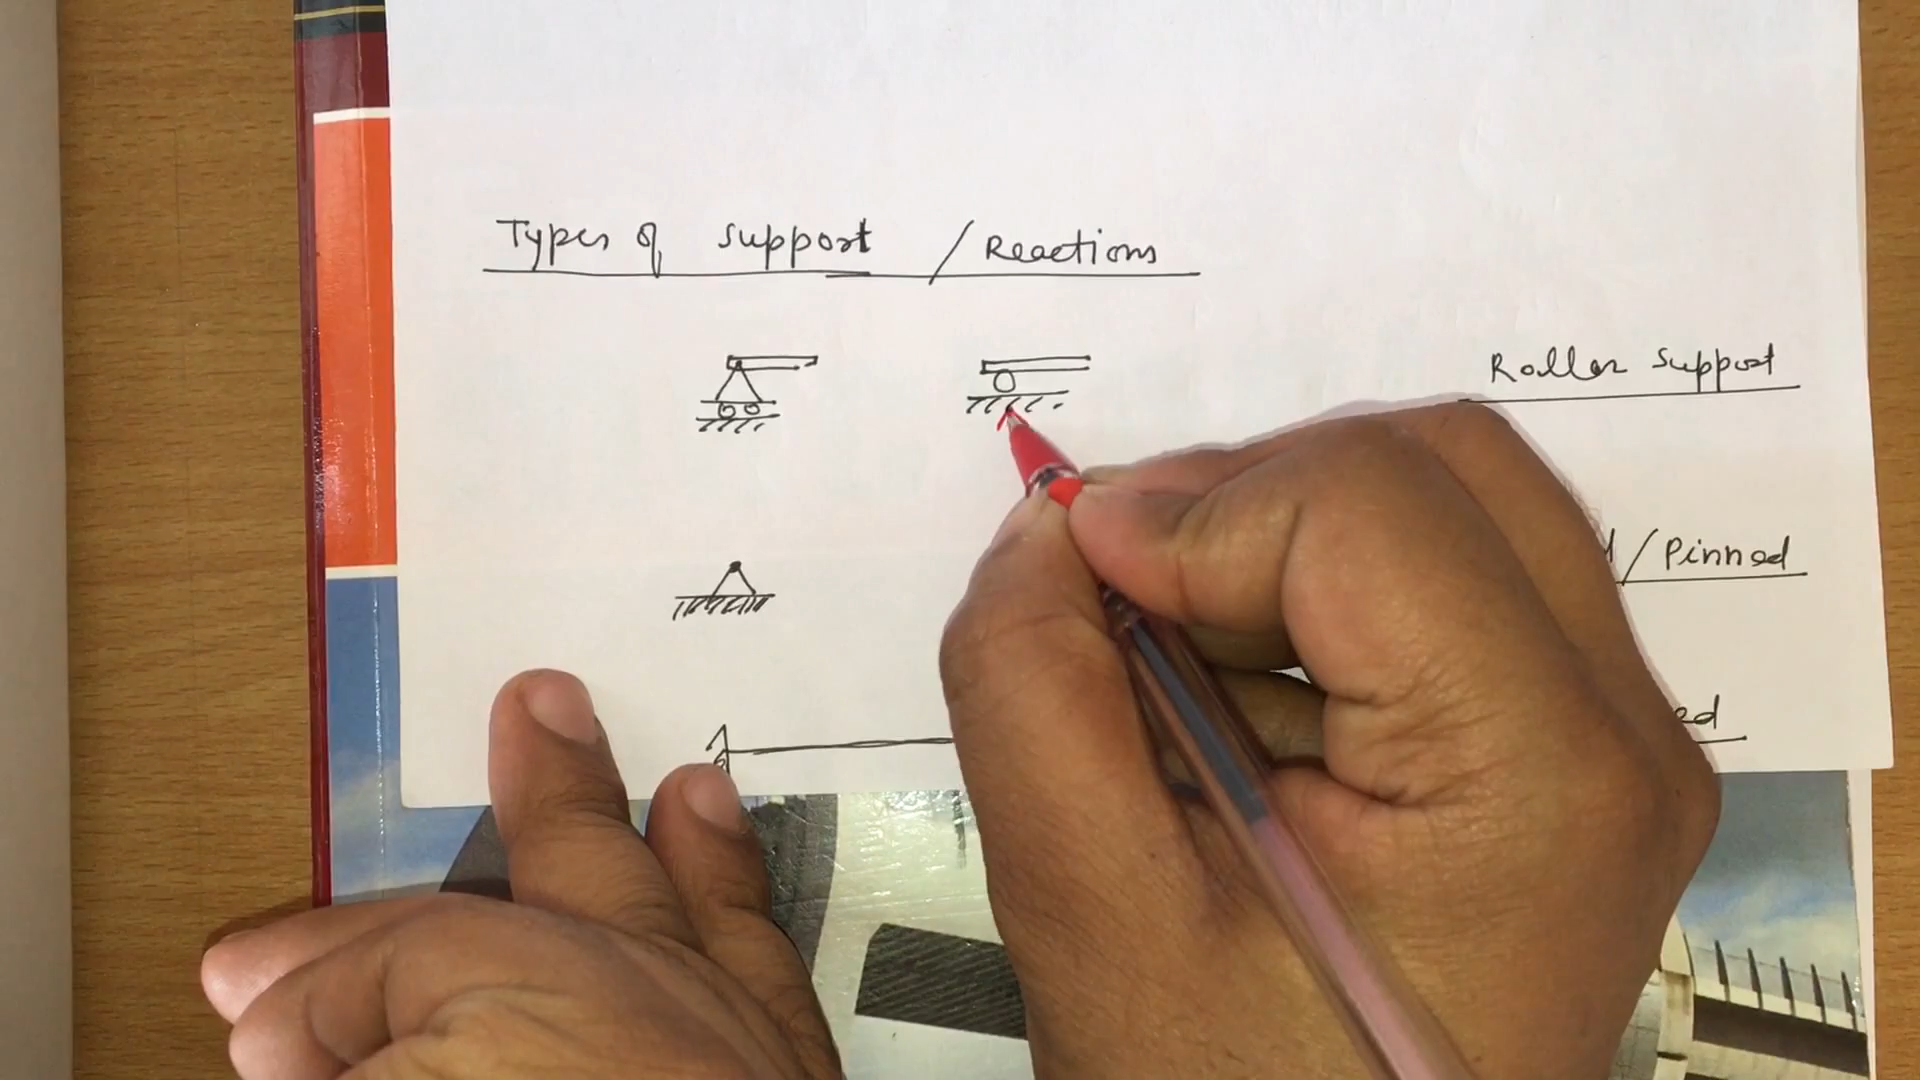 Types of support / Reactions
Roller support
/ Pinned